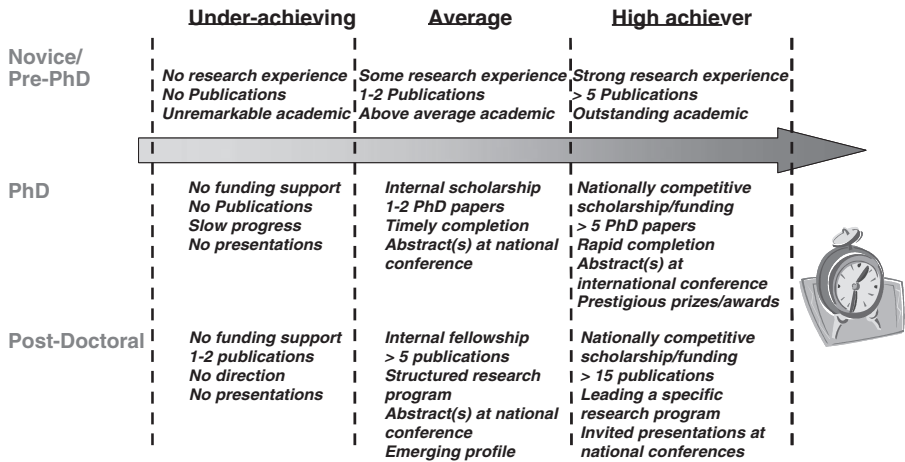 Under-achieving
Average
High achiever
Novice/
Pre-PhD
No research experience
No Publications
Unremarkable academic
Some research experience
1-2 Publications
Above average academic
Strong research experience
> 5 Publications
Outstanding academic
PhD
No funding support
No Publications
Slow progress
No presentations
Internal scholarship
1-2 PhD papers
Timely completion
Abstract(s) at national
conference
Nationally competitive
scholarship/funding
> 5 PhD papers
Rapid completion
Abstract(s) at
international conference
Prestigious prizes/awards
Post-Doctoral
No funding support
1-2 publications
No direction
No presentations
Internal fellowship
> 5 publications
Structured research
program
Abstract(s) at national
conference
Emerging profile
Nationally competitive
scholarship/funding
> 15 publications
Leading a specific
research program
Invited presentations at
national conferences